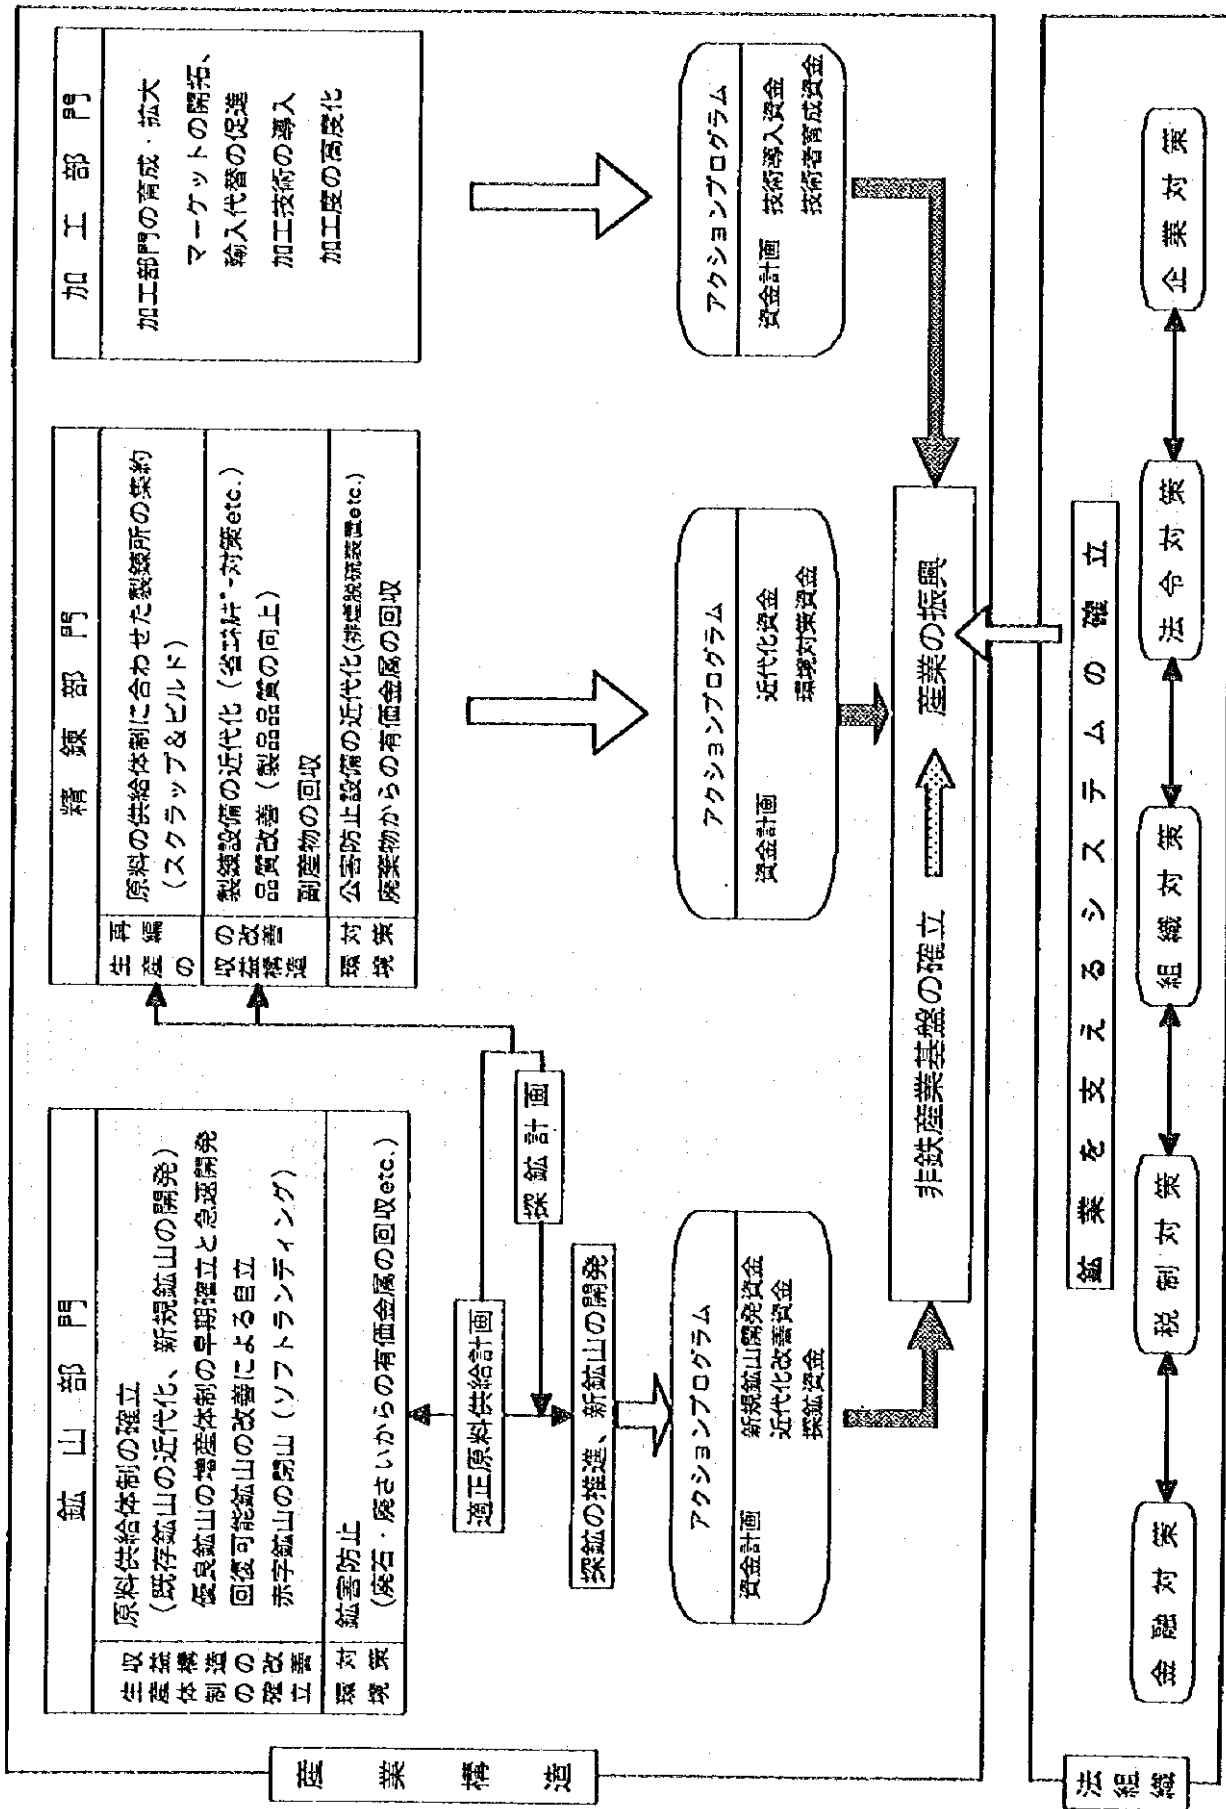 産業構造
鉱山部門
生産体制の確立
収益構造の改善
原料供給体制の確立
(既存鉱山の近代化、新規鉱山の開発)
優良鉱山の増産体制の早期確立と急速開発
回復可能鉱山の改善による自立
赤字鉱山の閉山(ソフトランディング)
環境対策
鉱害防止
(廃石・廃さいからの有価金属の回収etc.)
適正原料供給計画
探鉱計画
探鉱の推進、新鉱山の開発
アクションプログラム
資金計画 新規鉱山開発資金
近代化改善資金
探鉱資金
精錬部門
生産の再編
原料の供給体制に合わせた製錬所の集約
(スクラップ&ビルド)
収益構造の改善
製錬設備の近代化(省エネルギー対策etc.)
品質改善(製品品質の向上)
副産物の回収
環境対策
公害防止設備の近代化(排煙脱硫装置etc.)
廃棄物からの有価金属の回収
アクションプログラム
資金計画 近代化資金
環境対策資金
加工部門
加工部門の育成・拡大
マーケットの開拓、
輸入代替の促進
加工技術の導入
加工度の高度化
アクションプログラム
資金計画 技術導入資金
技術者育成資金
非鉄産業基盤の確立 産業の振興
法組織
鉱業を支えるシステムの確立
金融対策
税制対策
組織対策
法令対策
企業対策